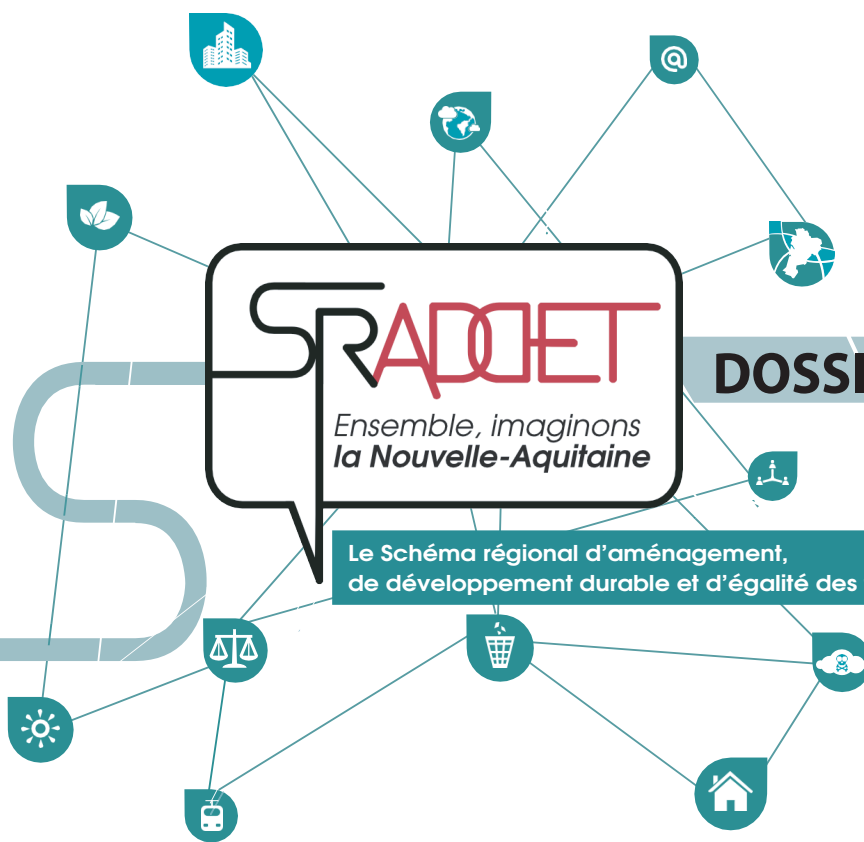 @
SRADDET
DOSSI
Ensemble, imaginons
la Nouvelle-Aquitaine
Le Schéma régional d’aménagement,
de développement durable et d’égalité des